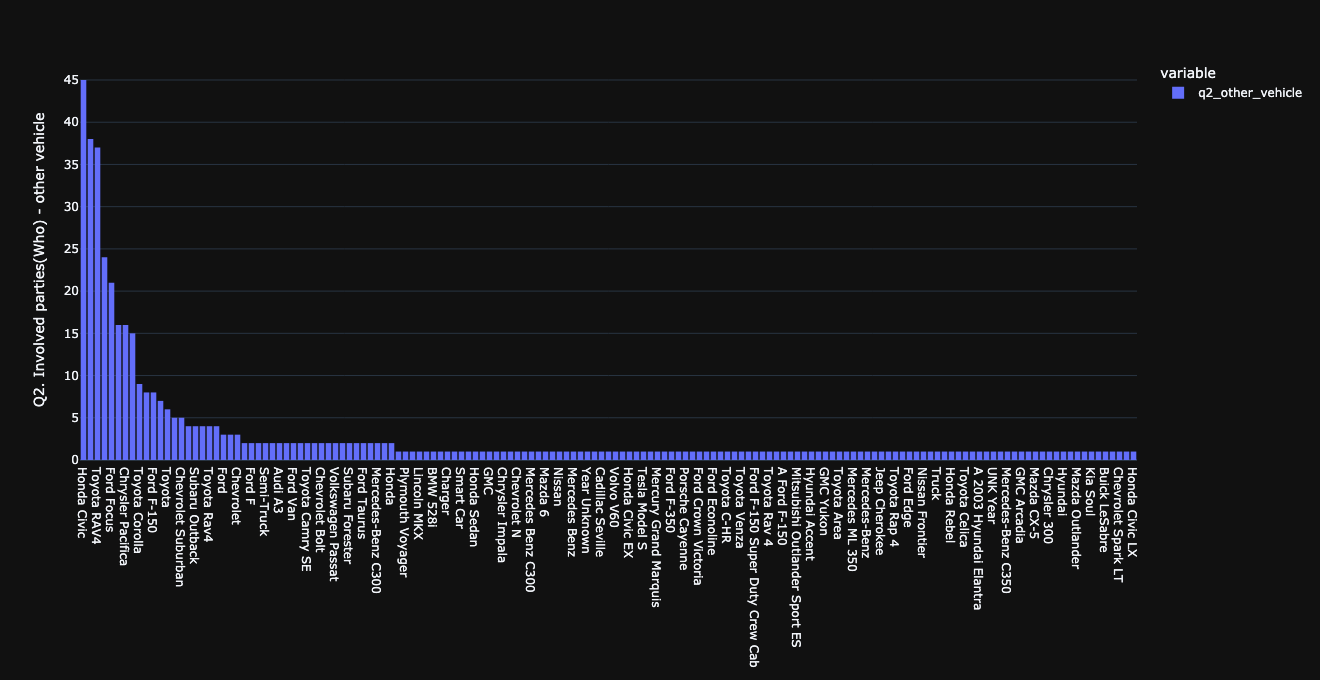 variable
q2_other_vehicle
Q2. Involved parties(Who) - other vehicle
45
40
35
30
25
20
15
10
5
0
Honda Civic
Toyota RAV4
Ford Focus
Chrysler Pacifica
Toyota Corolla
Ford F-150
Toyota
Chevrolet Suburban
Subaru Outback
Toyota Rav4
Ford
Chevrolet
Ford F
Semi-Truck
Audi A3
Ford Van
Toyota Camry SE
Chevrolet Bolt
Volkswagen Passat
Subaru Forester
Ford Taurus
Mercedes-Benz C300
Honda
Plymouth Voyager
Lincoln MKX
BMW 528i
Charger
Smart Car
Honda Sedan
GMC
Chrysler Impala
Chevrolet N
Mercedes Benz C300
Mazda 6
Nissan
Mercedes Benz
Year Unknown
Cadillac Seville
Volvo V60
Honda Civic EX
Tesla Model S
Mercury Grand Marquis
Ford F-350
Porsche Cayenne
Ford Crown Victoria
Ford Econoline
Toyota C-HR
Toyota Venza
Ford F-150 Super Duty Crew Cab
Toyota Rav 4
A Ford F-150
Mitsubishi Outlander Sport ES
Hyundai Accent
GMC Yukon
Toyota Area
Mercedes ML 350
Mercedes-Benz
Jeep Cherokee
Toyota Rap 4
Ford Edge
Nissan Frontier
Truck
Honda Rebel
Toyota Celica
A 2003 Hyundai Elantra
UNK Year
Mercedes-Benz C350
GMC Arcadia
Mazda CX-5
Chrysler 300
Hyundai
Mazda Outlander
Kia Soul
Buick LeSabre
Chevrolet Spark LT
Honda Civic LX